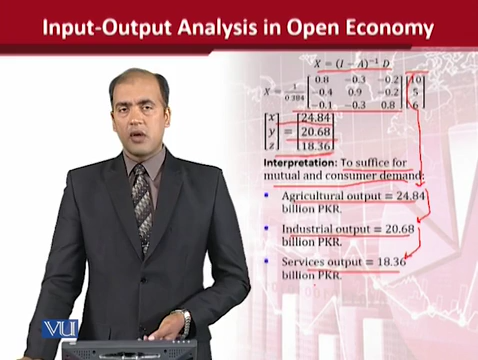 Input-Output Analysis in Open Economy
X = (I − A)⁻¹ D
X = 1/0.384 [0.8 −0.3 −0.2] [10]
[−0.4 0.9 −0.2] [5]
[−0.1 −0.3 0.8] [6]
[x] [24.84]
[y] = [20.68]
[z] [18.36]
Interpretation: To suffice for
mutual and consumer demand:
• Agricultural output = 24.84
billion PKR.
• Industrial output = 20.68
billion PKR.
• Services output = 18.36
billion PKR.
VU